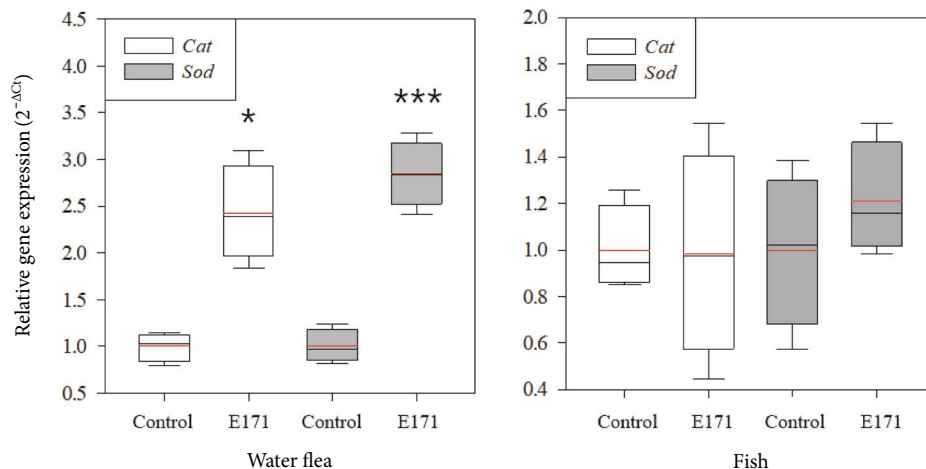 Relative gene expression (2⁻ΔCt)
4.5
4.0
3.5
3.0
2.5
2.0
1.5
1.0
0.5
Cat
Sod
*
***
Control
E171
Control
E171
Water flea
2.0
1.8
1.6
1.4
1.2
1.0
0.8
0.6
0.4
Cat
Sod
Control
E171
Control
E171
Fish